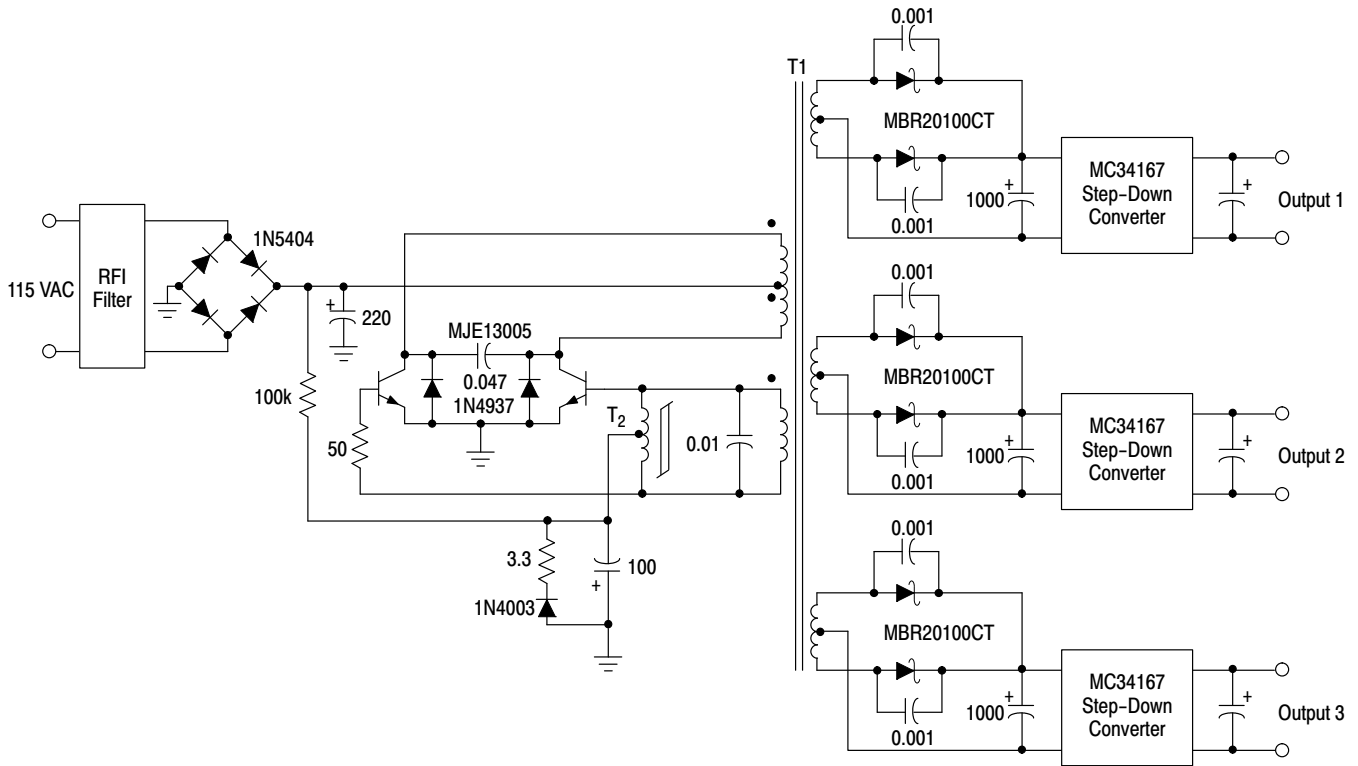 0.001
T1
MBR20100CT
0.001
1000
+
MC34167
Step-Down
Converter
+
Output 1
115 VAC
RFI
Filter
1N5404
+
220
100k
MJE13005
0.047
1N4937
50
T2
0.01
3.3
1N4003
100
+
0.001
MBR20100CT
0.001
1000
+
MC34167
Step-Down
Converter
+
Output 2
0.001
MBR20100CT
0.001
1000
+
MC34167
Step-Down
Converter
+
Output 3